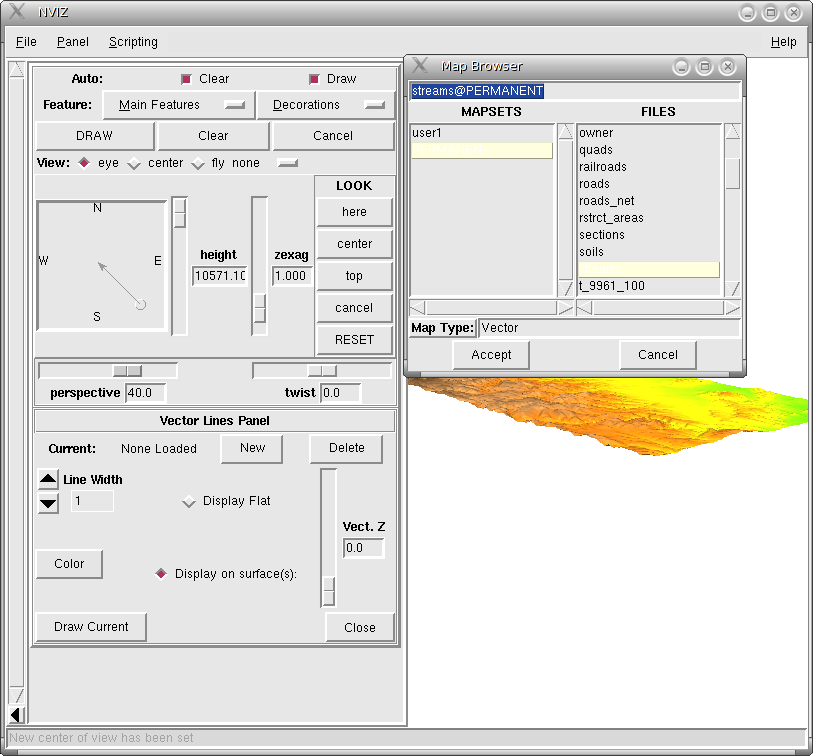 NVIZ
File Panel Scripting Help
Auto: Clear Draw
Feature: Main Features Decorations
DRAW Clear Cancel
View: eye center fly none
N
W E
S
height
10571.10
zexag
1.000
LOOK
here
center
top
cancel
RESET
perspective 40.0 twist 0.0
Vector Lines Panel
Current: None Loaded New Delete
Line Width
1
Display Flat
Vect. Z
0.0
Color
Display on surface(s):
Draw Current Close
New center of view has been set
Map Browser
streams@PERMANENT
MAPSETS FILES
user1
owner
quads
railroads
roads
roads_net
rstrct_areas
sections
soils
t_9961_100
Map Type: Vector
Accept Cancel